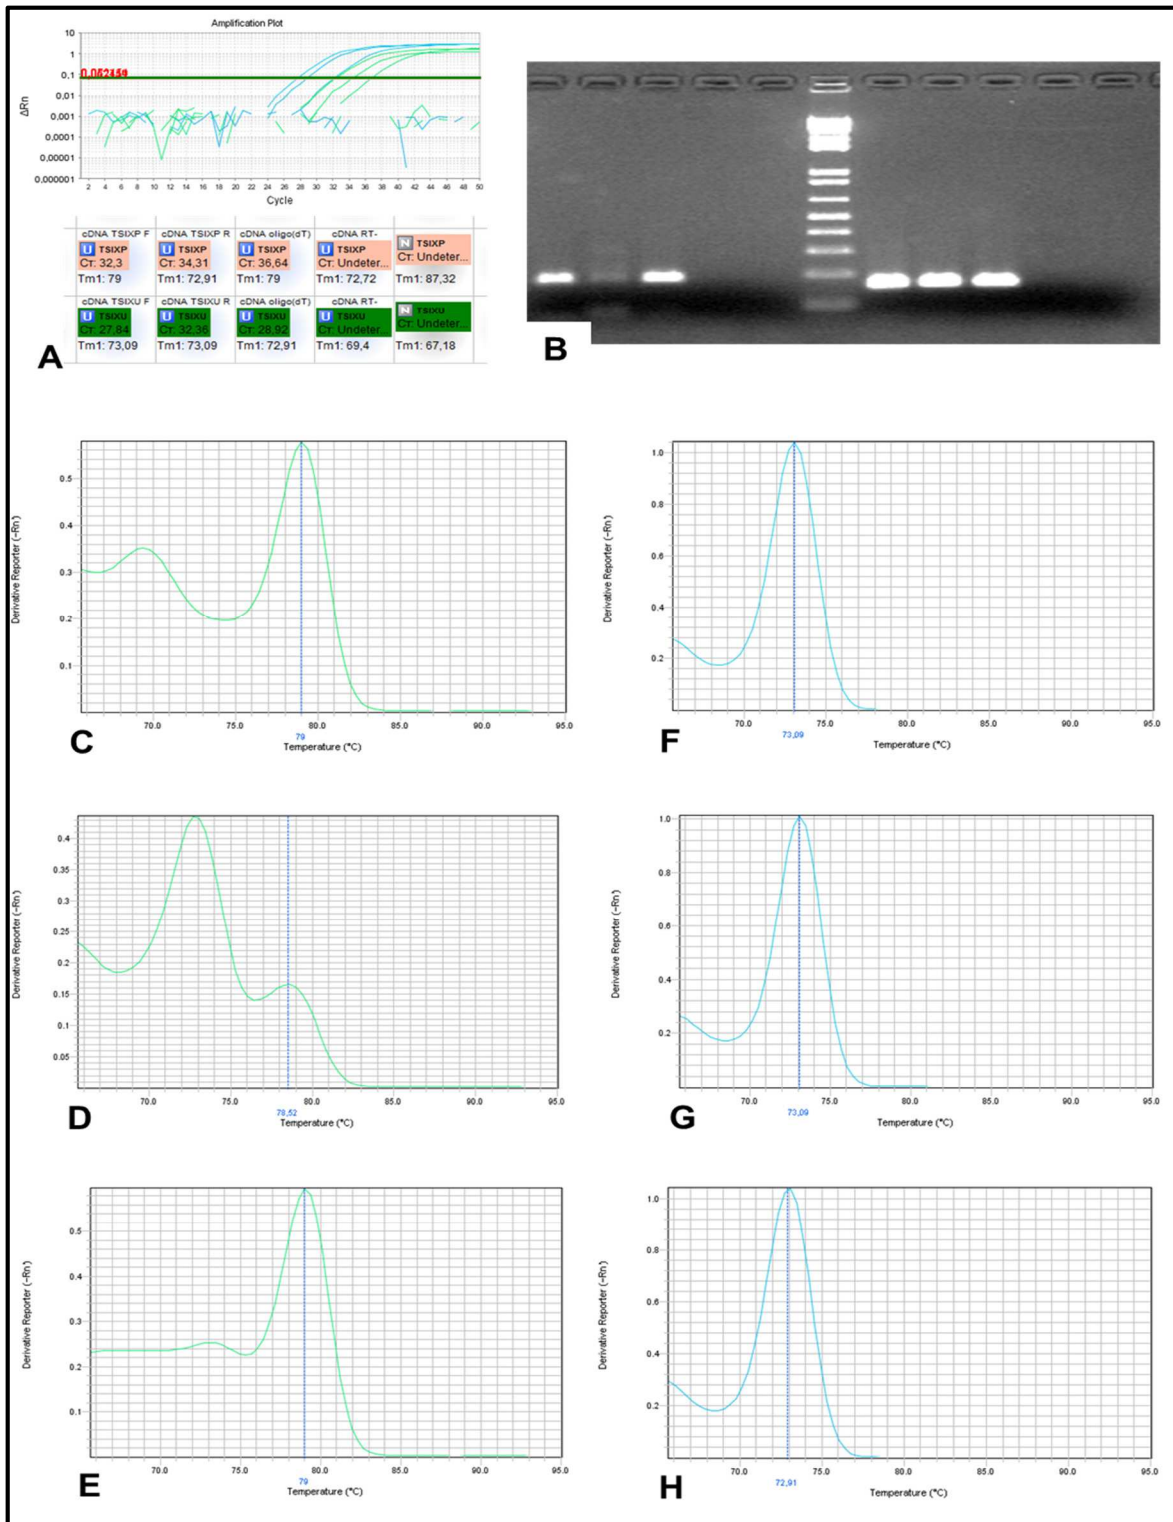 Amplification Plot
10
1
0,1
0,01
0,001
0,0001
0,00001
0,000001
ΔRn
2 4 6 8 10 12 14 16 18 20 22 24 26 28 30 32 34 36 38 40 42 44 46 48 50
Cycle
cDNA TSIXP F cDNA TSIXP R cDNA oligo(dT) cDNA RT-
U TSIXP U TSIXP U TSIXP U TSIXP N TSIXP
Cт: 32,3 Cт: 34,31 Cт: 36,64 Cт: Undeter... Cт: Undeter...
Tm1: 79 Tm1: 72,91 Tm1: 79 Tm1: 72,72 Tm1: 87,32
cDNA TSIXU F cDNA TSIXU R cDNA oligo(dT) cDNA RT-
U TSIXU U TSIXU U TSIXU U TSIXU N TSIXU
Cт: 27,84 Cт: 32,36 Cт: 28,92 Cт: Undeter... Cт: Undeter...
Tm1: 73,09 Tm1: 73,09 Tm1: 72,91 Tm1: 69,4 Tm1: 67,18
A
B
0.5
0.4
0.3
0.2
0.1
Derivative Reporter (-Rn')
70.0 75.0 80.0 85.0 90.0 95.0
79
Temperature (°C)
C
1.0
0.8
0.6
0.4
0.2
Derivative Reporter (-Rn')
70.0 75.0 80.0 85.0 90.0 95.0
73,09
Temperature (°C)
F
0.4
0.35
0.3
0.25
0.2
0.15
0.1
0.05
Derivative Reporter (-Rn')
70.0 75.0 80.0 85.0 90.0 95.0
78,52
Temperature (°C)
D
1.0
0.8
0.6
0.4
0.2
Derivative Reporter (-Rn')
70.0 75.0 80.0 85.0 90.0 95.0
73,09
Temperature (°C)
G
0.5
0.4
0.3
0.2
0.1
Derivative Reporter (-Rn')
70.0 75.0 80.0 85.0 90.0 95.0
79
Temperature (°C)
E
1.0
0.8
0.6
0.4
0.2
Derivative Reporter (-Rn')
70.0 75.0 80.0 85.0 90.0 95.0
72,91
Temperature (°C)
H